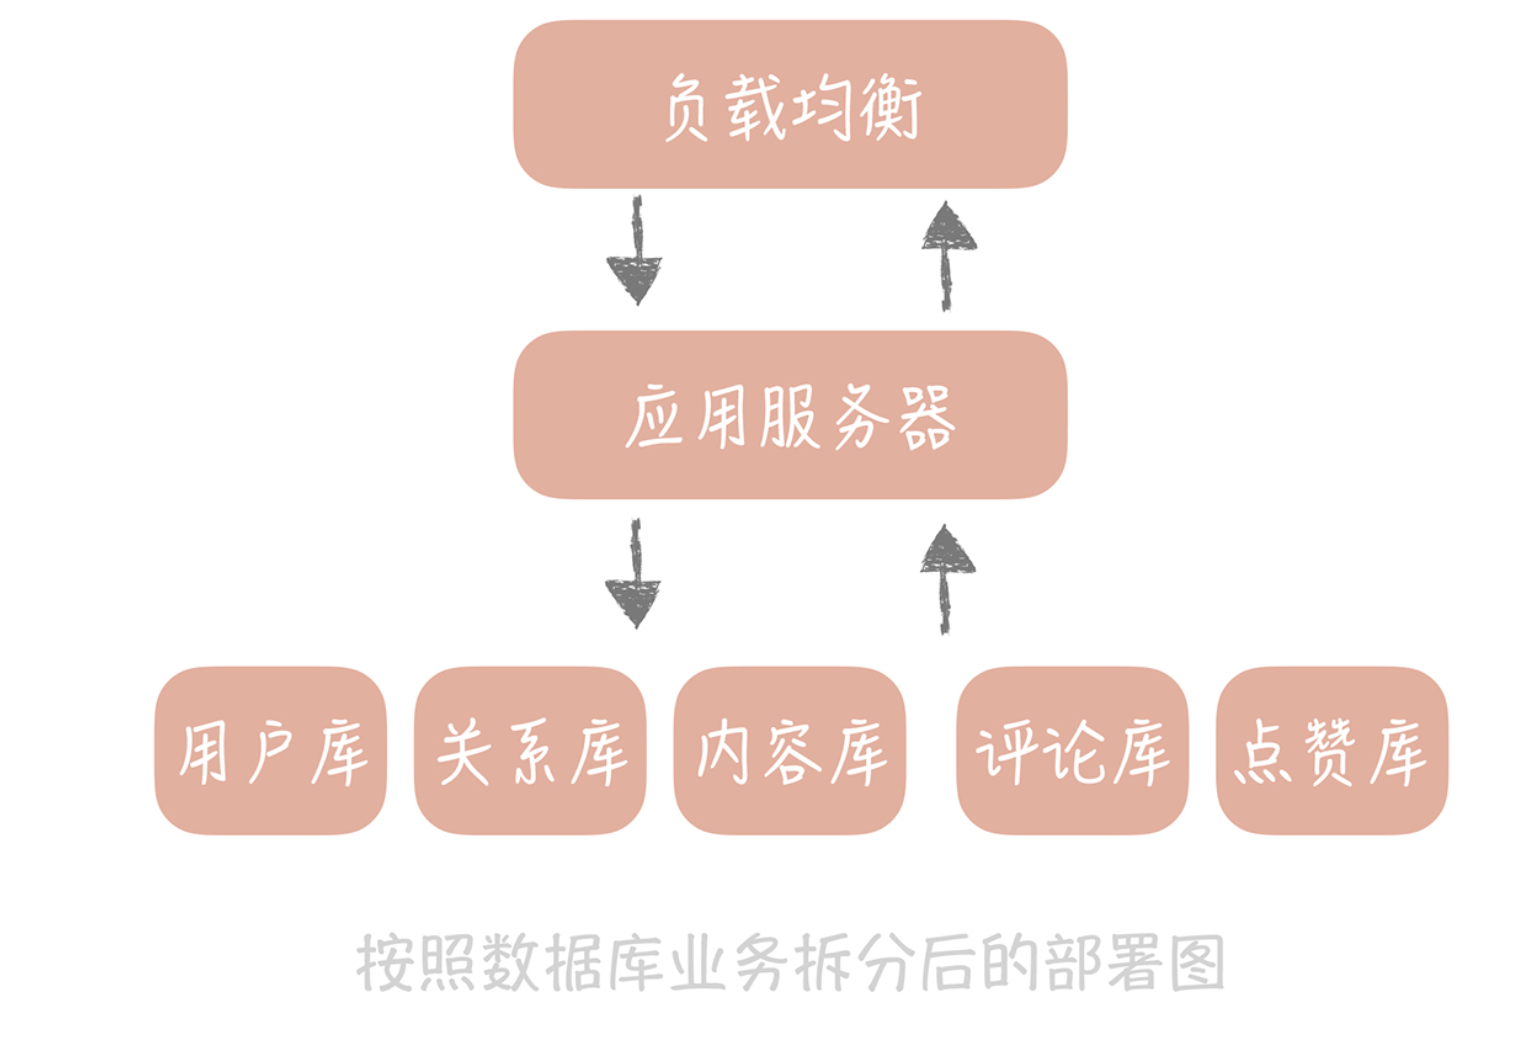 负载均衡
应用服务器
用户库
关系库
内容库
评论库
点赞库
按照数据库业务拆分后的部署图